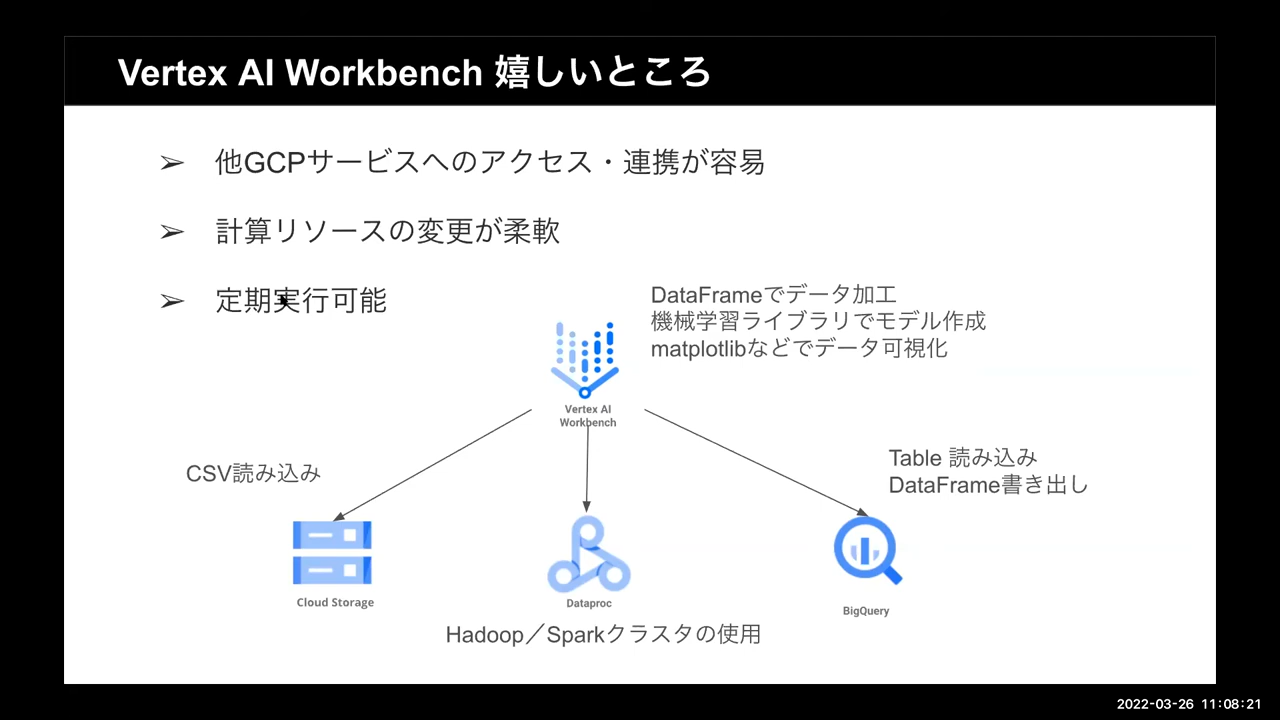 Vertex AI Workbench 嬉しいところ
➢ 他GCPサービスへのアクセス・連携が容易
➢ 計算リソースの変更が柔軟
➢ 定期実行可能
DataFrameでデータ加工
機械学習ライブラリでモデル作成
matplotlibなどでデータ可視化
Vertex AI
Workbench
CSV読み込み
Table 読み込み
DataFrame書き出し
Cloud Storage
Dataproc
BigQuery
Hadoop／Sparkクラスタの使用
2022-03-26 11:08:21